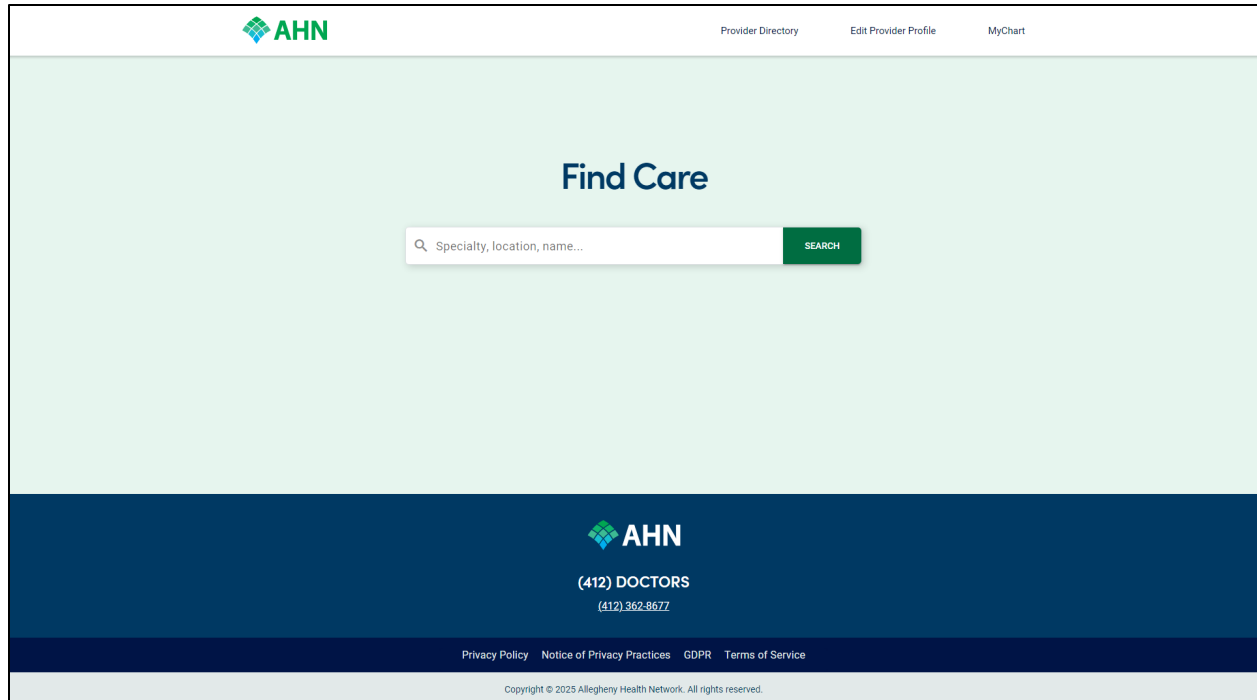 AHN
Provider Directory Edit Provider Profile MyChart
Find Care
Specialty, location, name...
SEARCH
AHN
(412) DOCTORS
(412) 362-8677
Privacy Policy Notice of Privacy Practices GDPR Terms of Service
Copyright © 2025 Allegheny Health Network. All rights reserved.